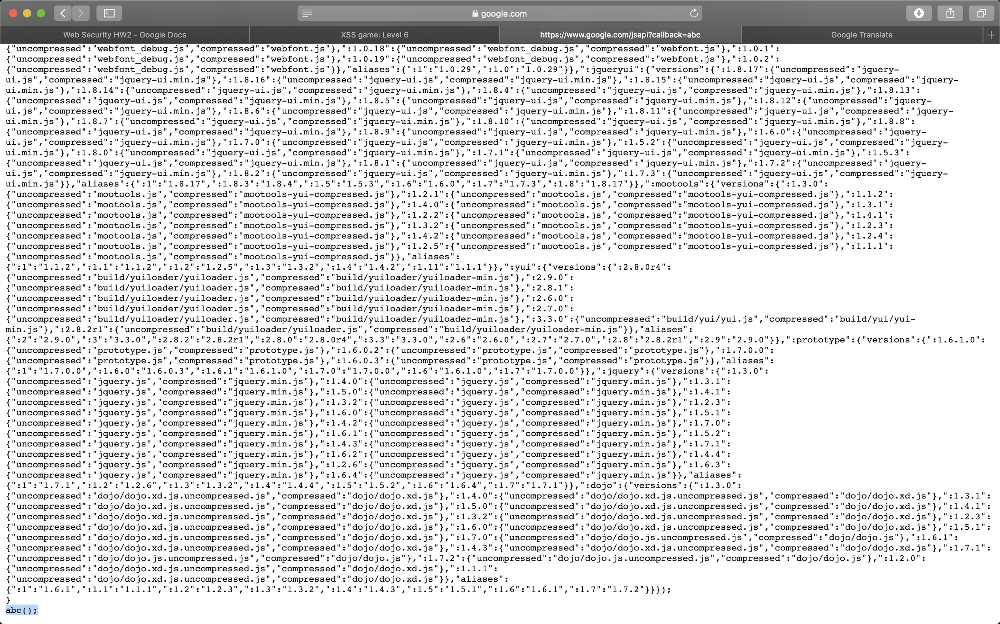 google.com
Web Security HW2 - Google Docs
XSS game: Level 6
https://www.google.com/jsapi?callback=abc
Google Translate
{"uncompressed":"webfont_debug.js","compressed":"webfont.js"},":1.0.18":{"uncompressed":"webfont_debug.js","compressed":"webfont.js"},":1.0.1":
{"uncompressed":"webfont_debug.js","compressed":"webfont.js"},":1.0.19":{"uncompressed":"webfont_debug.js","compressed":"webfont.js"},":1.0.2":
{"uncompressed":"webfont_debug.js","compressed":"webfont.js"}},"aliases":{":1":"1.0.29",":1.0":"1.0.29"}},":jqueryui":{"versions":{":1.8.17":{"uncompressed":"jquery-
ui.js","compressed":"jquery-ui.min.js"},":1.8.16":{"uncompressed":"jquery-ui.js","compressed":"jquery-ui.min.js"},":1.8.15":{"uncompressed":"jquery-ui.js","compressed":"jquery-
ui.min.js"},":1.8.14":{"uncompressed":"jquery-ui.js","compressed":"jquery-ui.min.js"},":1.8.4":{"uncompressed":"jquery-ui.js","compressed":"jquery-ui.min.js"},":1.8.13":
{"uncompressed":"jquery-ui.js","compressed":"jquery-ui.min.js"},":1.8.5":{"uncompressed":"jquery-ui.js","compressed":"jquery-ui.min.js"},":1.8.12":{"uncompressed":"jquery-
ui.js","compressed":"jquery-ui.min.js"},":1.8.6":{"uncompressed":"jquery-ui.js","compressed":"jquery-ui.min.js"},":1.8.11":{"uncompressed":"jquery-ui.js","compressed":"jquery-
ui.min.js"},":1.8.7":{"uncompressed":"jquery-ui.js","compressed":"jquery-ui.min.js"},":1.8.10":{"uncompressed":"jquery-ui.js","compressed":"jquery-ui.min.js"},":1.8.8":
{"uncompressed":"jquery-ui.js","compressed":"jquery-ui.min.js"},":1.8.9":{"uncompressed":"jquery-ui.js","compressed":"jquery-ui.min.js"},":1.6.0":{"uncompressed":"jquery-
ui.js","compressed":"jquery-ui.min.js"},":1.7.0":{"uncompressed":"jquery-ui.js","compressed":"jquery-ui.min.js"},":1.5.2":{"uncompressed":"jquery-ui.js","compressed":"jquery-
ui.min.js"},":1.8.0":{"uncompressed":"jquery-ui.js","compressed":"jquery-ui.min.js"},":1.7.1":{"uncompressed":"jquery-ui.js","compressed":"jquery-ui.min.js"},":1.5.3":
{"uncompressed":"jquery-ui.js","compressed":"jquery-ui.min.js"},":1.8.1":{"uncompressed":"jquery-ui.js","compressed":"jquery-ui.min.js"},":1.7.2":{"uncompressed":"jquery-
ui.js","compressed":"jquery-ui.min.js"},":1.8.2":{"uncompressed":"jquery-ui.js","compressed":"jquery-ui.min.js"},":1.7.3":{"uncompressed":"jquery-ui.js","compressed":"jquery-
ui.min.js"}},"aliases":{":1":"1.8.17",":1.8.3":"1.8.4",":1.5":"1.5.3",":1.6":"1.6.0",":1.7":"1.7.3",":1.8":"1.8.17"}},":mootools":{"versions":{":1.3.0":
{"uncompressed":"mootools.js","compressed":"mootools-yui-compressed.js"},":1.2.1":{"uncompressed":"mootools.js","compressed":"mootools-yui-compressed.js"},":1.1.2":
{"uncompressed":"mootools.js","compressed":"mootools-yui-compressed.js"},":1.4.0":{"uncompressed":"mootools.js","compressed":"mootools-yui-compressed.js"},":1.3.1":
{"uncompressed":"mootools.js","compressed":"mootools-yui-compressed.js"},":1.2.2":{"uncompressed":"mootools.js","compressed":"mootools-yui-compressed.js"},":1.4.1":
{"uncompressed":"mootools.js","compressed":"mootools-yui-compressed.js"},":1.3.2":{"uncompressed":"mootools.js","compressed":"mootools-yui-compressed.js"},":1.2.3":
{"uncompressed":"mootools.js","compressed":"mootools-yui-compressed.js"},":1.4.2":{"uncompressed":"mootools.js","compressed":"mootools-yui-compressed.js"},":1.2.4":
{"uncompressed":"mootools.js","compressed":"mootools-yui-compressed.js"},":1.2.5":{"uncompressed":"mootools.js","compressed":"mootools-yui-compressed.js"},":1.1.1":
{"uncompressed":"mootools.js","compressed":"mootools-yui-compressed.js"}},"aliases":
{":1":"1.1.2",":1.1":"1.1.2",":1.2":"1.2.5",":1.3":"1.3.2",":1.4":"1.4.2",":1.11":"1.1.1"}},":yui":{"versions":{":2.8.0r4":
{"uncompressed":"build/yuiloader/yuiloader.js","compressed":"build/yuiloader/yuiloader-min.js"},":2.9.0":
{"uncompressed":"build/yuiloader/yuiloader.js","compressed":"build/yuiloader/yuiloader-min.js"},":2.8.1":
{"uncompressed":"build/yuiloader/yuiloader.js","compressed":"build/yuiloader/yuiloader-min.js"},":2.6.0":
{"uncompressed":"build/yuiloader/yuiloader.js","compressed":"build/yuiloader/yuiloader-min.js"},":2.7.0":
{"uncompressed":"build/yuiloader/yuiloader.js","compressed":"build/yuiloader/yuiloader-min.js"},":3.3.0":{"uncompressed":"build/yui/yui.js","compressed":"build/yui/yui-
min.js"},":2.8.2r1":{"uncompressed":"build/yuiloader/yuiloader.js","compressed":"build/yuiloader/yuiloader-min.js"}},"aliases":
{":2":"2.9.0",":3":"3.3.0",":2.8.2":"2.8.2r1",":2.8.0":"2.8.0r4",":3.3":"3.3.0",":2.6":"2.6.0",":2.7":"2.7.0",":2.8":"2.8.2r1",":2.9":"2.9.0"}},":prototype":{"versions":{":1.6.1.0":
{"uncompressed":"prototype.js","compressed":"prototype.js"},":1.6.0.2":{"uncompressed":"prototype.js","compressed":"prototype.js"},":1.7.0.0":
{"uncompressed":"prototype.js","compressed":"prototype.js"},":1.6.0.3":{"uncompressed":"prototype.js","compressed":"prototype.js"}},"aliases":
{":1":"1.7.0.0",":1.6.0":"1.6.0.3",":1.6.1":"1.6.1.0",":1.7.0":"1.7.0.0",":1.6":"1.6.1.0",":1.7":"1.7.0.0"}},":jquery":{"versions":{":1.3.0":
{"uncompressed":"jquery.js","compressed":"jquery.min.js"},":1.4.0":{"uncompressed":"jquery.js","compressed":"jquery.min.js"},":1.3.1":
{"uncompressed":"jquery.js","compressed":"jquery.min.js"},":1.5.0":{"uncompressed":"jquery.js","compressed":"jquery.min.js"},":1.4.1":
{"uncompressed":"jquery.js","compressed":"jquery.min.js"},":1.3.2":{"uncompressed":"jquery.js","compressed":"jquery.min.js"},":1.2.3":
{"uncompressed":"jquery.js","compressed":"jquery.min.js"},":1.6.0":{"uncompressed":"jquery.js","compressed":"jquery.min.js"},":1.5.1":
{"uncompressed":"jquery.js","compressed":"jquery.min.js"},":1.4.2":{"uncompressed":"jquery.js","compressed":"jquery.min.js"},":1.7.0":
{"uncompressed":"jquery.js","compressed":"jquery.min.js"},":1.6.1":{"uncompressed":"jquery.js","compressed":"jquery.min.js"},":1.5.2":
{"uncompressed":"jquery.js","compressed":"jquery.min.js"},":1.4.3":{"uncompressed":"jquery.js","compressed":"jquery.min.js"},":1.7.1":
{"uncompressed":"jquery.js","compressed":"jquery.min.js"},":1.6.2":{"uncompressed":"jquery.js","compressed":"jquery.min.js"},":1.4.4":
{"uncompressed":"jquery.js","compressed":"jquery.min.js"},":1.2.6":{"uncompressed":"jquery.js","compressed":"jquery.min.js"},":1.6.3":
{"uncompressed":"jquery.js","compressed":"jquery.min.js"},":1.6.4":{"uncompressed":"jquery.js","compressed":"jquery.min.js"}},"aliases":
{":1":"1.7.1",":1.2":"1.2.6",":1.3":"1.3.2",":1.4":"1.4.4",":1.5":"1.5.2",":1.6":"1.6.4",":1.7":"1.7.1"}},":dojo":{"versions":{":1.3.0":
{"uncompressed":"dojo/dojo.xd.js.uncompressed.js","compressed":"dojo/dojo.xd.js"},":1.4.0":{"uncompressed":"dojo/dojo.xd.js.uncompressed.js","compressed":"dojo/dojo.xd.js"},":1.3.1":
{"uncompressed":"dojo/dojo.xd.js.uncompressed.js","compressed":"dojo/dojo.xd.js"},":1.5.0":{"uncompressed":"dojo/dojo.xd.js.uncompressed.js","compressed":"dojo/dojo.xd.js"},":1.4.1":
{"uncompressed":"dojo/dojo.xd.js.uncompressed.js","compressed":"dojo/dojo.xd.js"},":1.3.2":{"uncompressed":"dojo/dojo.xd.js.uncompressed.js","compressed":"dojo/dojo.xd.js"},":1.2.3":
{"uncompressed":"dojo/dojo.xd.js.uncompressed.js","compressed":"dojo/dojo.xd.js"},":1.6.0":{"uncompressed":"dojo/dojo.xd.js.uncompressed.js","compressed":"dojo/dojo.xd.js"},":1.5.1":
{"uncompressed":"dojo/dojo.xd.js.uncompressed.js","compressed":"dojo/dojo.xd.js"},":1.7.0":{"uncompressed":"dojo/dojo.js.uncompressed.js","compressed":"dojo/dojo.js"},":1.6.1":
{"uncompressed":"dojo/dojo.xd.js.uncompressed.js","compressed":"dojo/dojo.xd.js"},":1.4.3":{"uncompressed":"dojo/dojo.xd.js.uncompressed.js","compressed":"dojo/dojo.xd.js"},":1.7.1":
{"uncompressed":"dojo/dojo.js.uncompressed.js","compressed":"dojo/dojo.js"},":1.7.2":{"uncompressed":"dojo/dojo.js.uncompressed.js","compressed":"dojo/dojo.js"},":1.2.0":
{"uncompressed":"dojo/dojo.xd.js.uncompressed.js","compressed":"dojo/dojo.xd.js"},":1.1.1":
{"uncompressed":"dojo/dojo.xd.js.uncompressed.js","compressed":"dojo/dojo.xd.js"}},"aliases":
{":1":"1.6.1",":1.1":"1.1.1",":1.2":"1.2.3",":1.3":"1.3.2",":1.4":"1.4.3",":1.5":"1.5.1",":1.6":"1.6.1",":1.7":"1.7.2"}}});
}
abc();